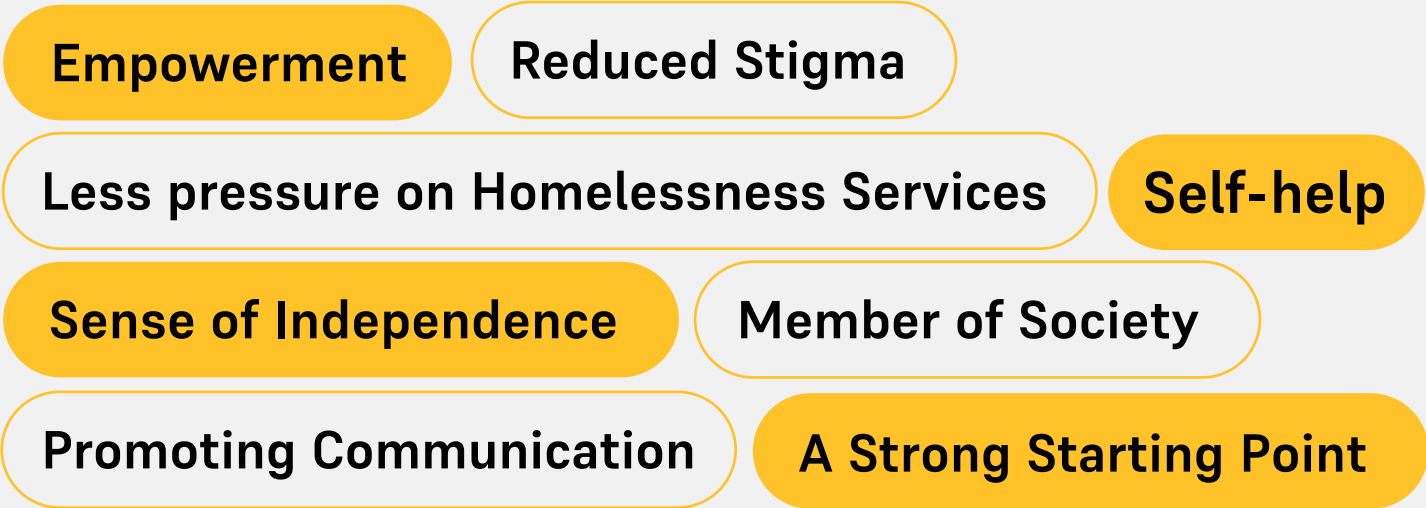 Empowerment
Reduced Stigma
Less pressure on Homelessness Services
Self-help
Sense of Independence
Member of Society
Promoting Communication
A Strong Starting Point